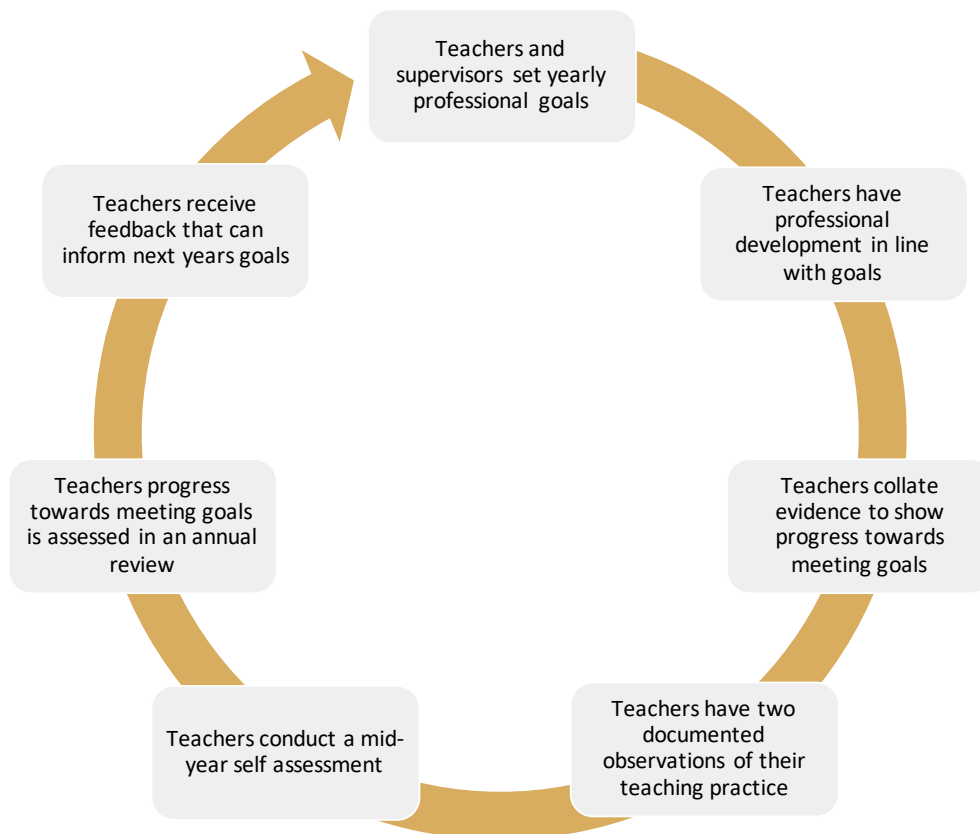 Teachers and
supervisors set yearly
professional goals
Teachers have
professional
development in line
with goals
Teachers collate
evidence to show
progress towards
meeting goals
Teachers have two
documented
observations of their
teaching practice
Teachers conduct a mid-
year self assessment
Teachers progress
towards meeting goals
is assessed in an annual
review
Teachers receive
feedback that can
inform next years goals